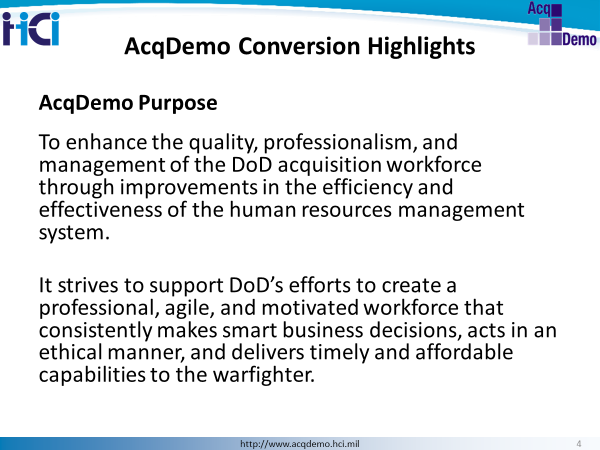 HCi
Acq
Demo
AcqDemo Conversion Highlights
AcqDemo Purpose
To enhance the quality, professionalism, and
management of the DoD acquisition workforce
through improvements in the efficiency and
effectiveness of the human resources management
system.
It strives to support DoD’s efforts to create a
professional, agile, and motivated workforce that
consistently makes smart business decisions, acts in an
ethical manner, and delivers timely and affordable
capabilities to the warfighter.
http://www.acqdemo.hci.mil
4